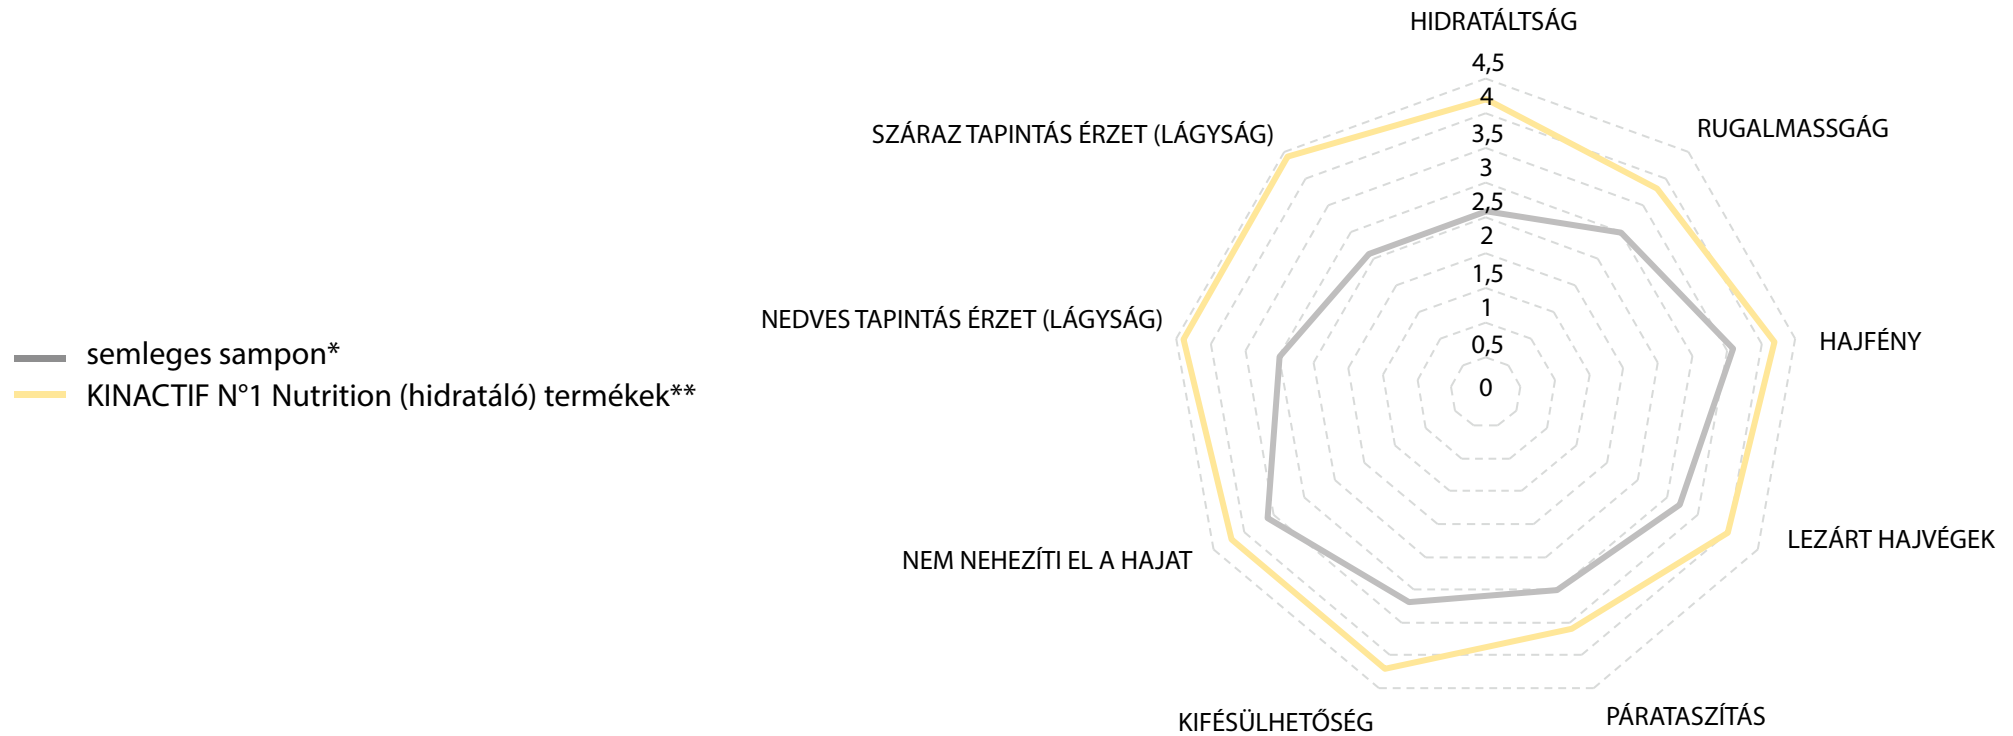 HIDRATÁLTSÁG
4,5
4
3,5
3
2,5
2
1,5
1
0,5
0
SZÁRAZ TAPINTÁS ÉRZET (LÁGYSÁG)
RUGALMASSGÁG
NEDVES TAPINTÁS ÉRZET (LÁGYSÁG)
HAJFÉNY
semleges sampon*
KINACTIF N°1 Nutrition (hidratáló) termékek**
NEM NEHEZÍTI EL A HAJAT
LEZÁRT HAJVÉGEK
KIFÉSÜLHETŐSÉG
PÁRATASZÍTÁS